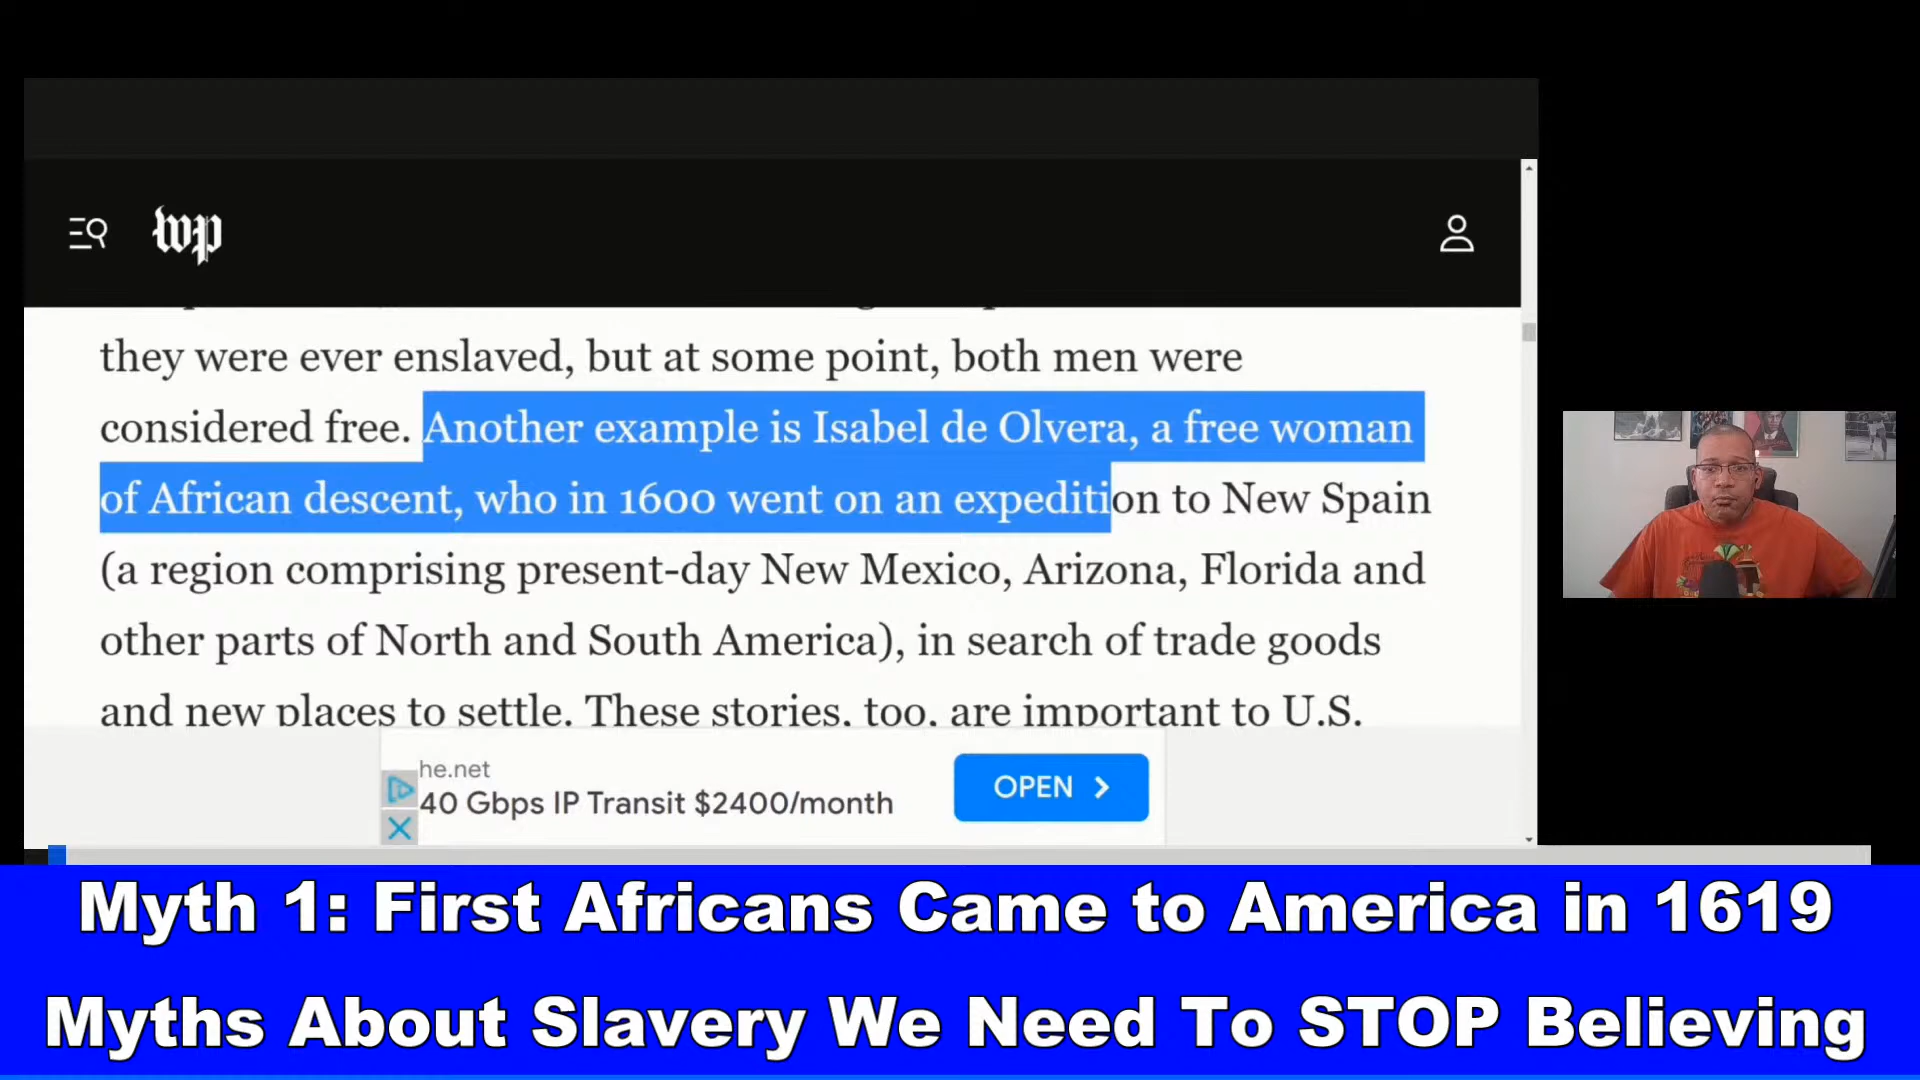 wp
they were ever enslaved, but at some point, both men were
considered free. Another example is Isabel de Olvera, a free woman
of African descent, who in 1600 went on an expedition to New Spain
(a region comprising present-day New Mexico, Arizona, Florida and
other parts of North and South America), in search of trade goods
and new places to settle. These stories, too, are important to U.S.
he.net
40 Gbps IP Transit $2400/month
OPEN
Myth 1: First Africans Came to America in 1619
Myths About Slavery We Need To STOP Believing